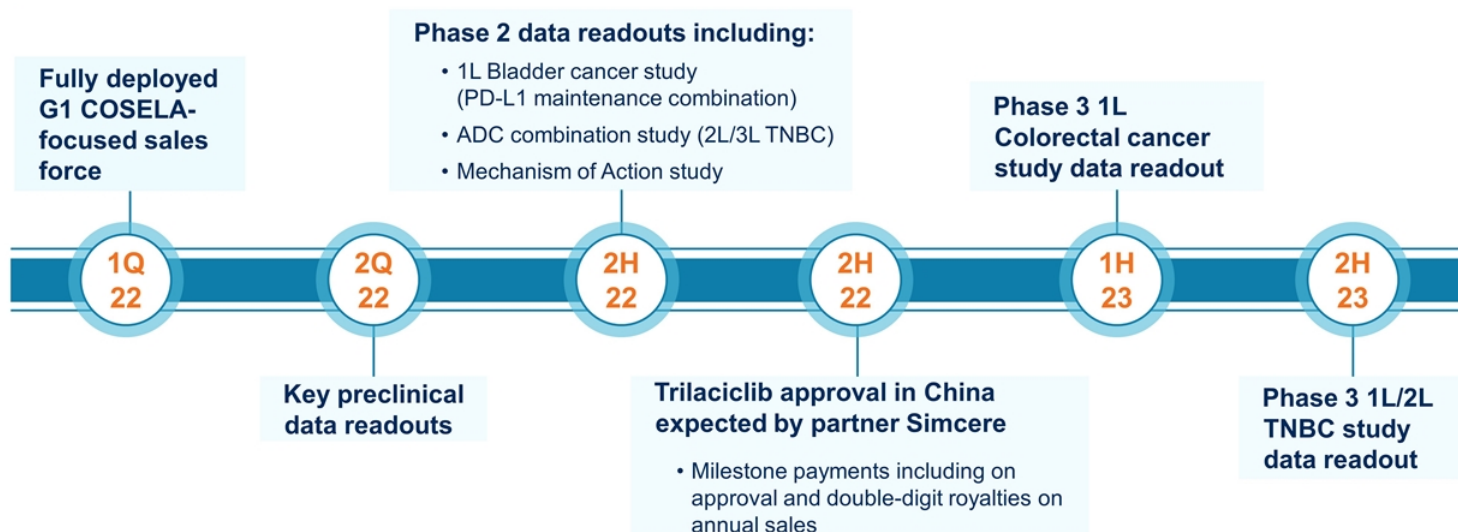 Fully deployed
G1 COSELA-
focused sales
force
Phase 2 data readouts including:
• 1L Bladder cancer study
(PD-L1 maintenance combination)
• ADC combination study (2L/3L TNBC)
• Mechanism of Action study
Phase 3 1L
Colorectal cancer
study data readout
1Q
22
2Q
22
2H
22
2H
22
1H
23
2H
23
Key preclinical
data readouts
Trilaciclib approval in China
expected by partner Simcere
• Milestone payments including on
approval and double-digit royalties on
annual sales
Phase 3 1L/2L
TNBC study
data readout